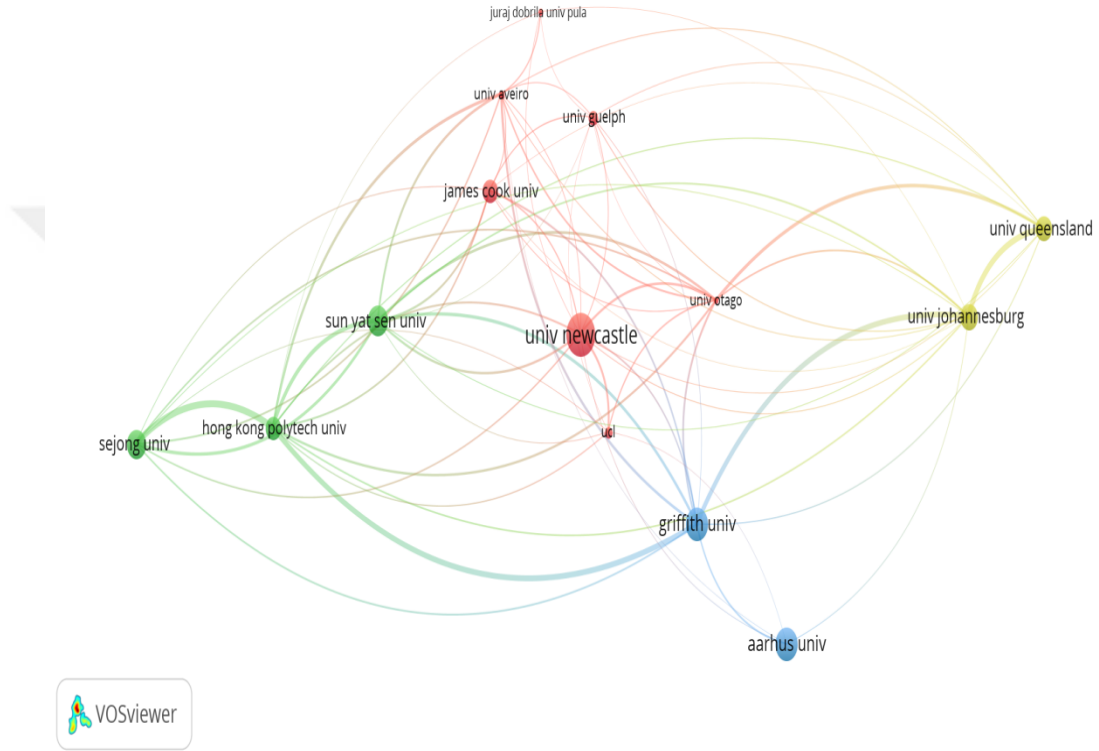 juraj dobrila univ pula
univ aveiro
univ guelph
james cook univ
univ queensland
univ otago
univ johannesburg
sun yat sen univ
univ newcastle
hong kong polytech univ
ucl
sejong univ
griffith univ
aarhus univ
VOSviewer